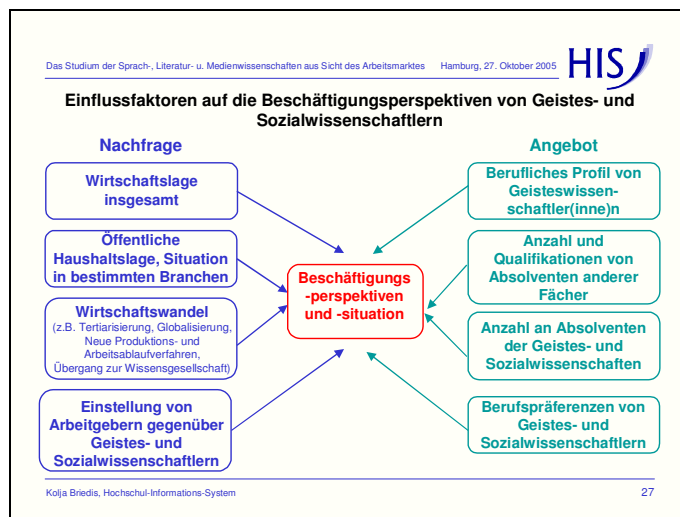 Das Studium der Sprach-, Literatur- u. Medienwissenschaften aus Sicht des Arbeitsmarktes Hamburg, 27. Oktober 2005
HIS
Einflussfaktoren auf die Beschäftigungsperspektiven von Geistes- und
Sozialwissenschaftlern
Nachfrage
Wirtschaftslage
insgesamt
Öffentliche
Haushaltslage, Situation
in bestimmten Branchen
Wirtschaftswandel
(z.B. Tertiarisierung, Globalisierung,
Neue Produktions- und
Arbeitsablaufverfahren,
Übergang zur Wissensgesellschaft)
Einstellung von
Arbeitgebern gegenüber
Geistes- und
Sozialwissenschaftlern
Beschäftigungs
-perspektiven
und -situation
Angebot
Berufliches Profil von
Geisteswissen-
schaftler(inne)n
Anzahl und
Qualifikationen von
Absolventen anderer
Fächer
Anzahl an Absolventen
der Geistes- und
Sozialwissenschaften
Berufspräferenzen von
Geistes- und
Sozialwissenschaftlern
Kolja Briedis, Hochschul-Informations-System
27